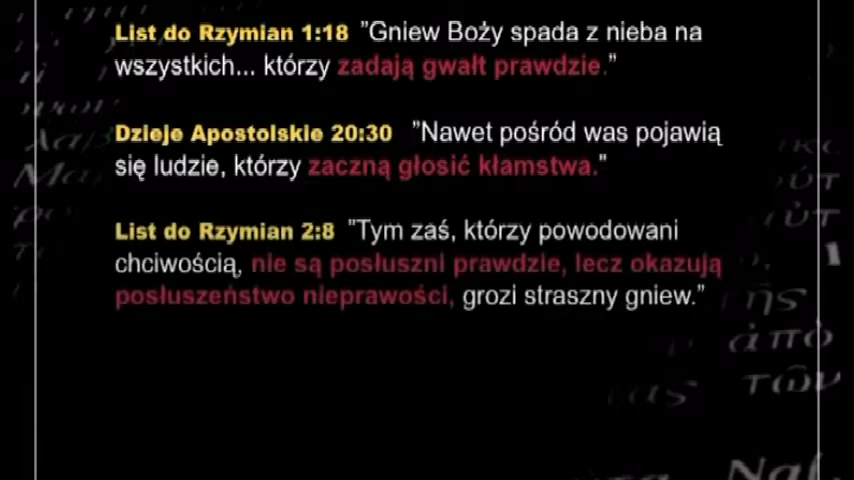 List do Rzymian 1:18 "Gniew Boży spada z nieba na
wszystkich... którzy zadają gwałt prawdzie."
Dzieje Apostolskie 20:30 "Nawet pośród was pojawią
się ludzie, którzy zaczną głosić kłamstwa."
List do Rzymian 2:8 "Tym zaś, którzy powodowani
chciwością, nie są posłuszni prawdzie, lecz okazują
posłuszeństwo nieprawości, grozi straszny gniew."
ἀπὸ
τῶν